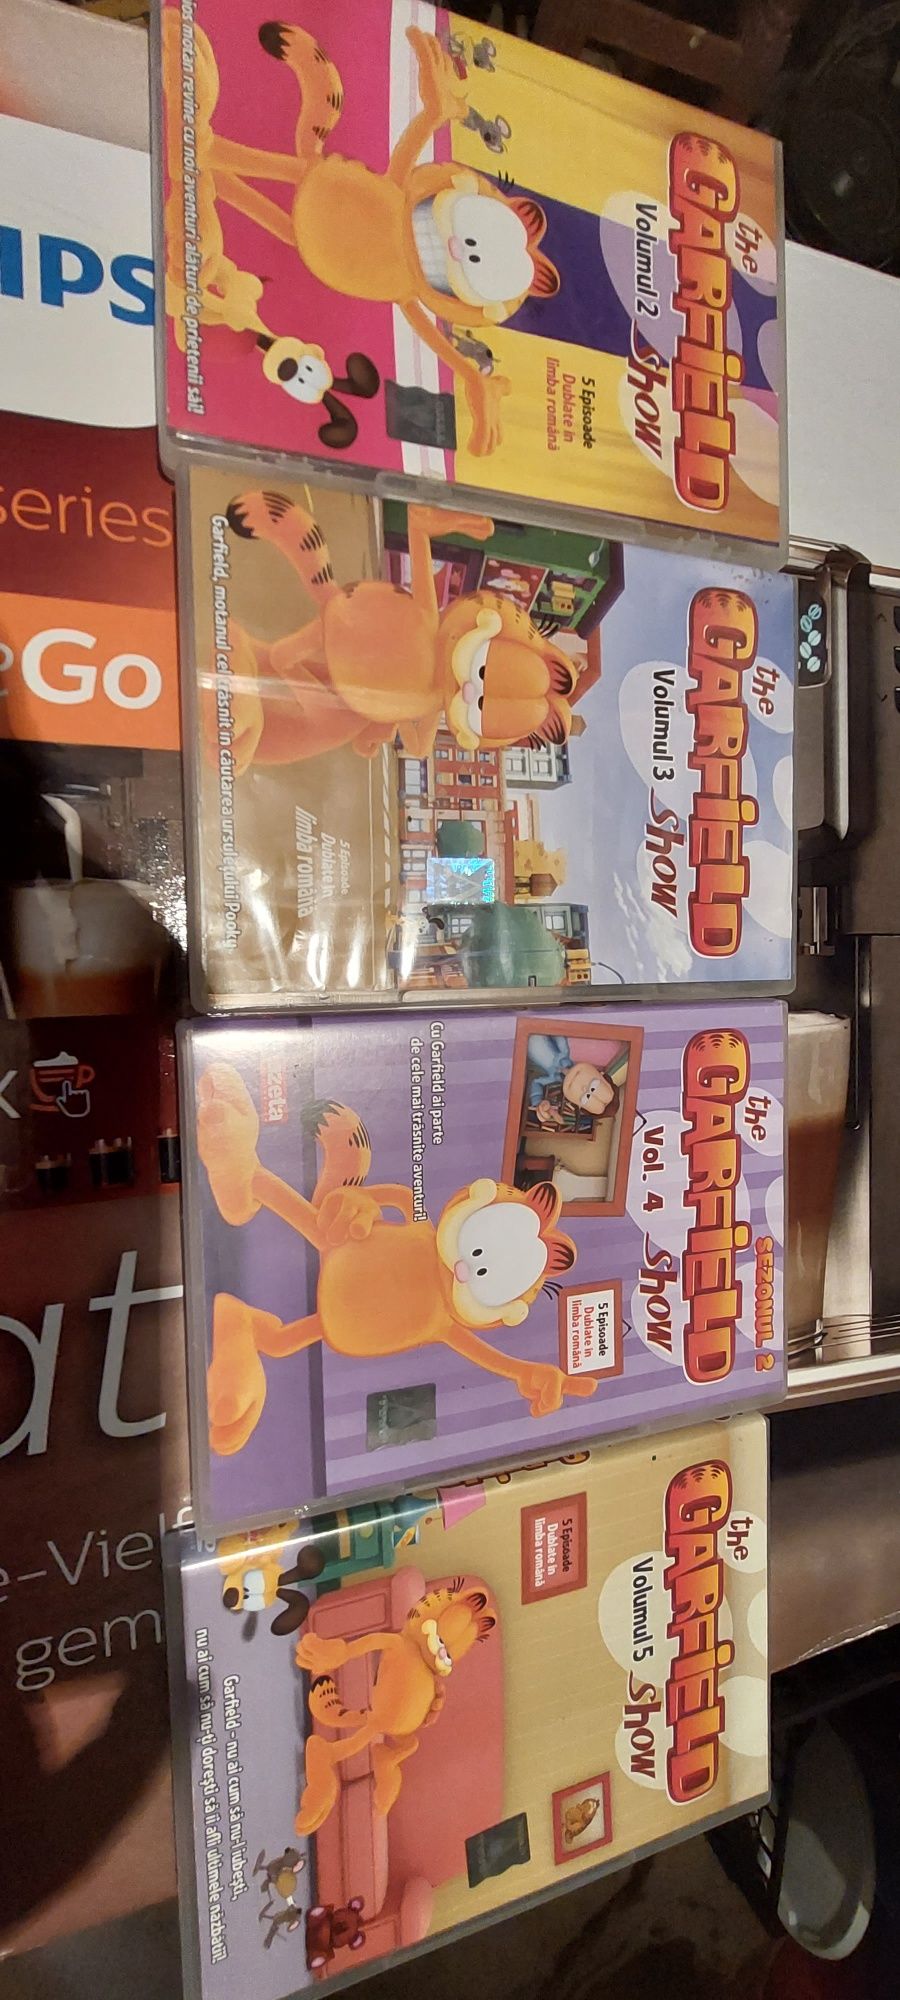 the
GARFiELD
Volumul 2 Show
5 Episoade
Dublate în
limba română
motan revine cu noi aventuri alături de prietenii săi!
the
GARFiELD
Volumul 3 Show
5 Episoade
Dublate în
limba română
Garfield, motanul cel trăsnit în căutarea ursulețului Pooky
SEZONUL 2
the
GARFiELD
Vol. 4 Show
5 Episoade
Dublate în
limba română
Cu Garfield ai parte
de cele mai trăsnite aventuri!
the
GARFiELD
Volumul 5 Show
5 Episoade
Dublate în
limba română
Garfield - nu ai cum să nu-l iubești,
nu ai cum să nu-ți dorești să îi afli ultimele năzbâtii!
series
Go
at
gem